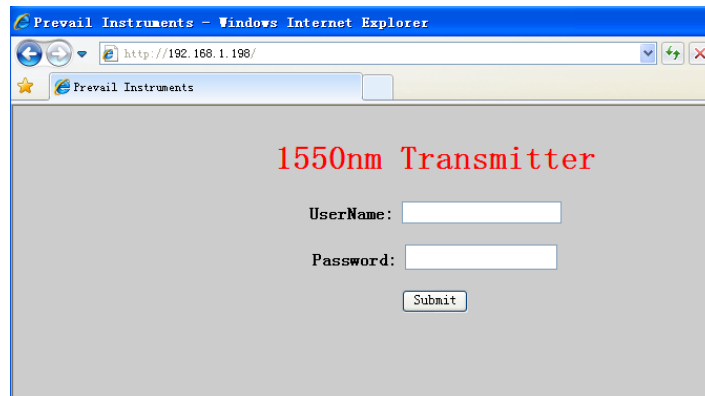 Prevail Instruments - Windows Internet Explorer
http://192.168.1.198/
Prevail Instruments
1550nm Transmitter
UserName:
Password:
Submit